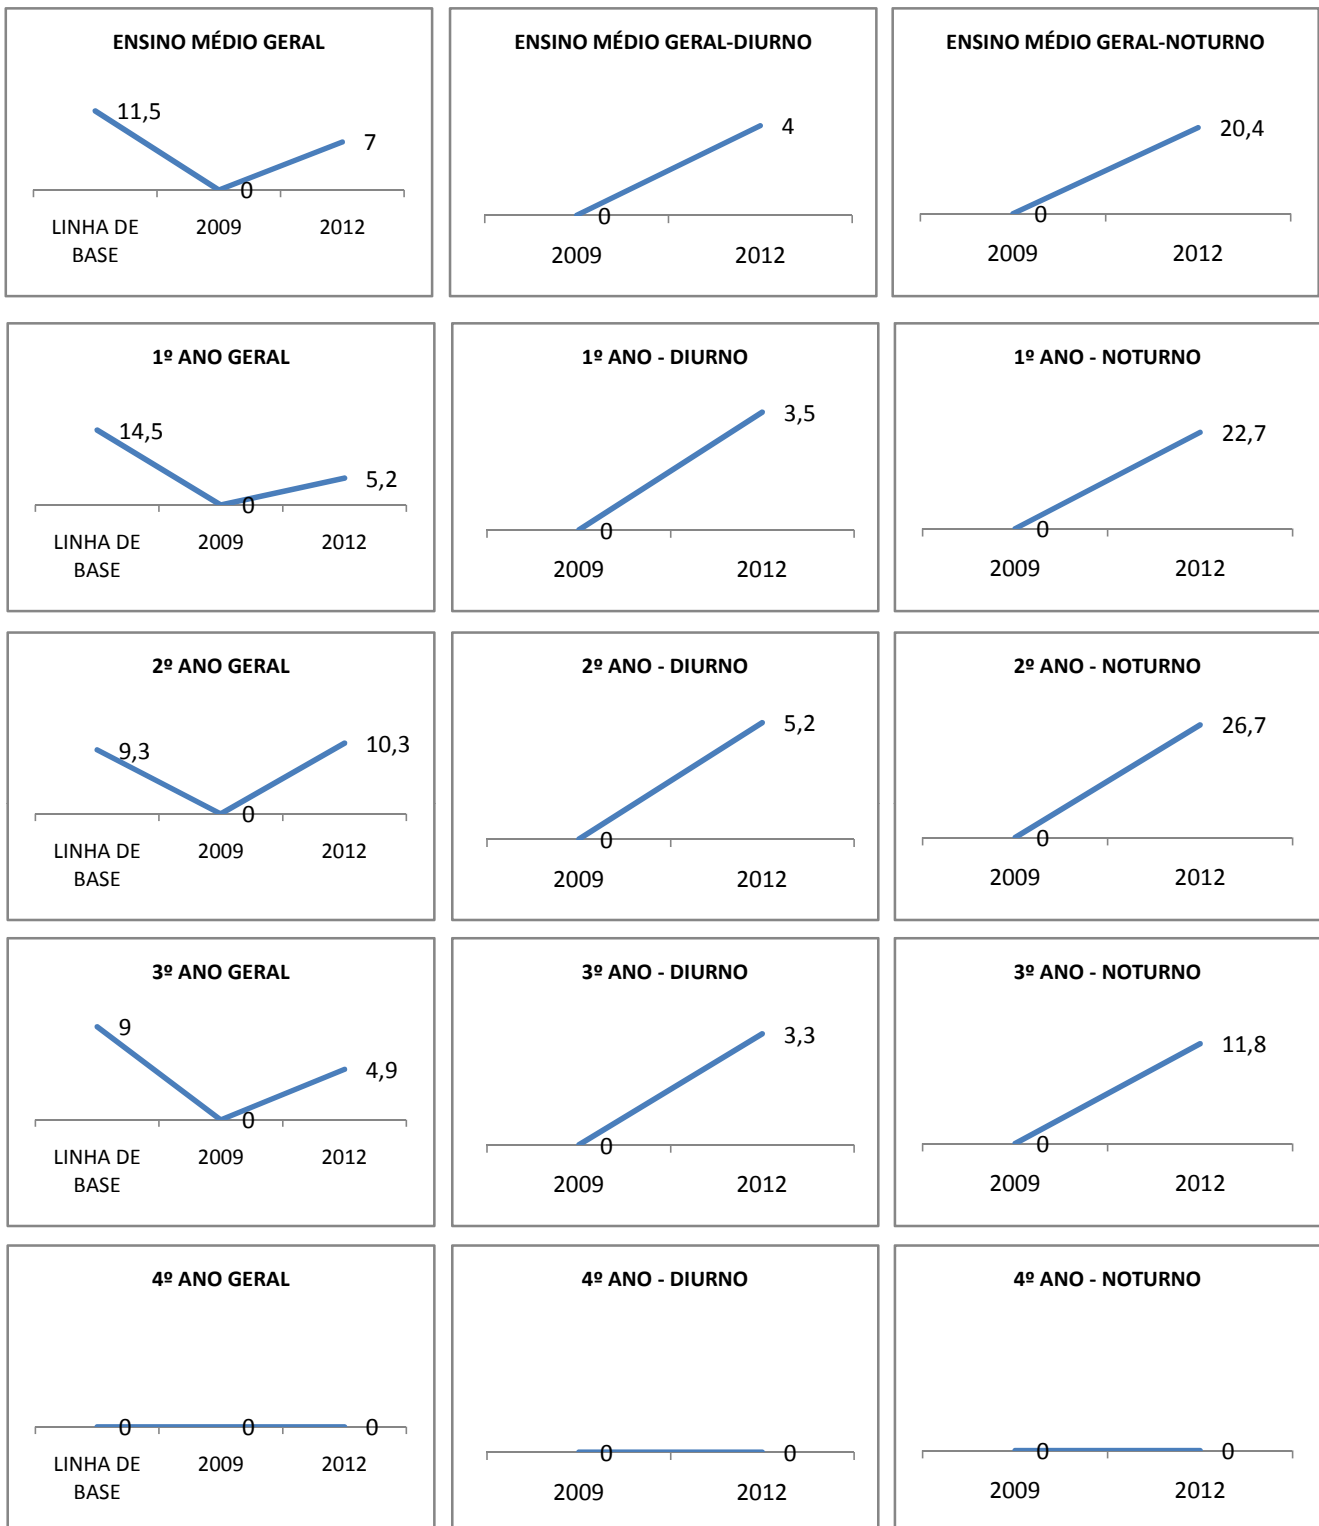 ENSINO MÉDIO GERAL
11,5
7
0
LINHA DE
BASE
2009
2012
ENSINO MÉDIO GERAL-DIURNO
4
0
2009
2012
ENSINO MÉDIO GERAL-NOTURNO
20,4
0
2009
2012
1º ANO GERAL
14,5
5,2
0
LINHA DE
BASE
2009
2012
1º ANO - DIURNO
3,5
0
2009
2012
1º ANO - NOTURNO
22,7
0
2009
2012
2º ANO GERAL
9,3
10,3
0
LINHA DE
BASE
2009
2012
2º ANO - DIURNO
5,2
0
2009
2012
2º ANO - NOTURNO
26,7
0
2009
2012
3º ANO GERAL
9
4,9
0
LINHA DE
BASE
2009
2012
3º ANO - DIURNO
3,3
0
2009
2012
3º ANO - NOTURNO
11,8
0
2009
2012
4º ANO GERAL
0
0
0
LINHA DE
BASE
2009
2012
4º ANO - DIURNO
0
0
2009
2012
4º ANO - NOTURNO
0
0
2009
2012